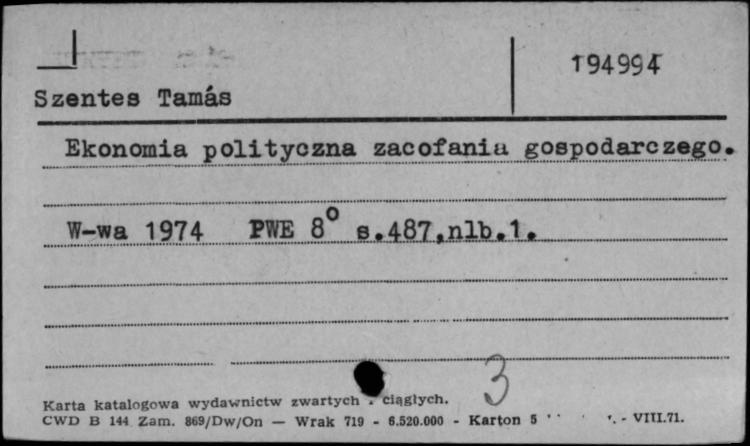 194994
Szentes Tamás
Ekonomia polityczna zacofania gospodarczego.
W-wa 1974 PWE 8° s.487,nlb.1.
3
Karta katalogowa wydawnictw zwartych i ciągłych.
CWD B 144 Zam. 869/Dw/On — Wrak 719 - 6.520.000 - Karton 5 - VIII.71.